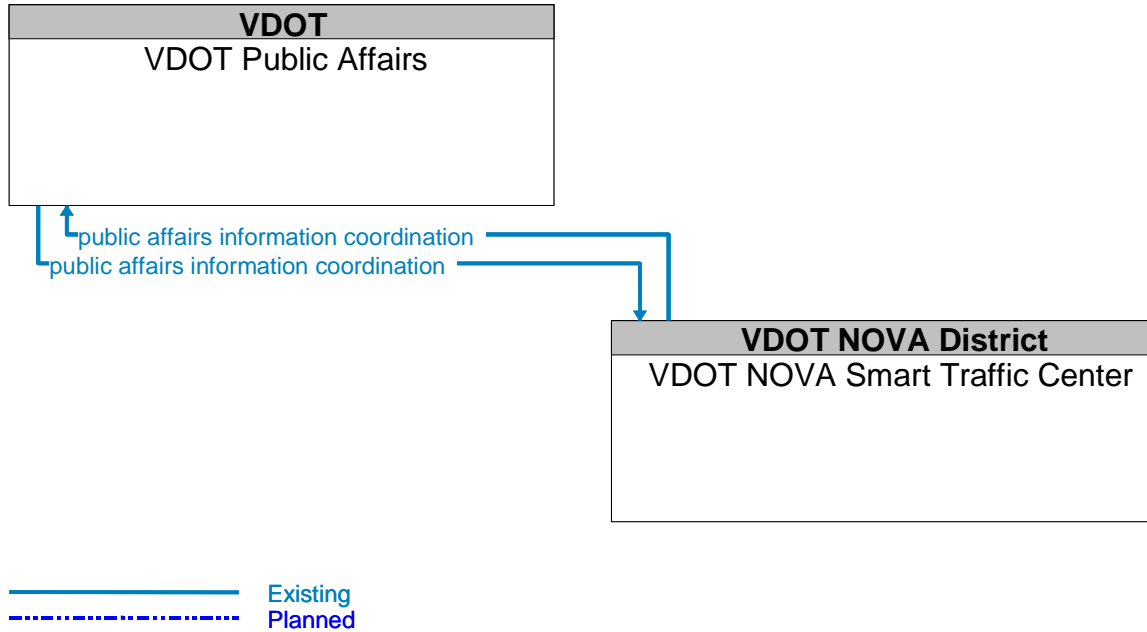 VDOT
VDOT Public Affairs
public affairs information coordination
public affairs information coordination
VDOT NOVA District
VDOT NOVA Smart Traffic Center
Existing
Planned